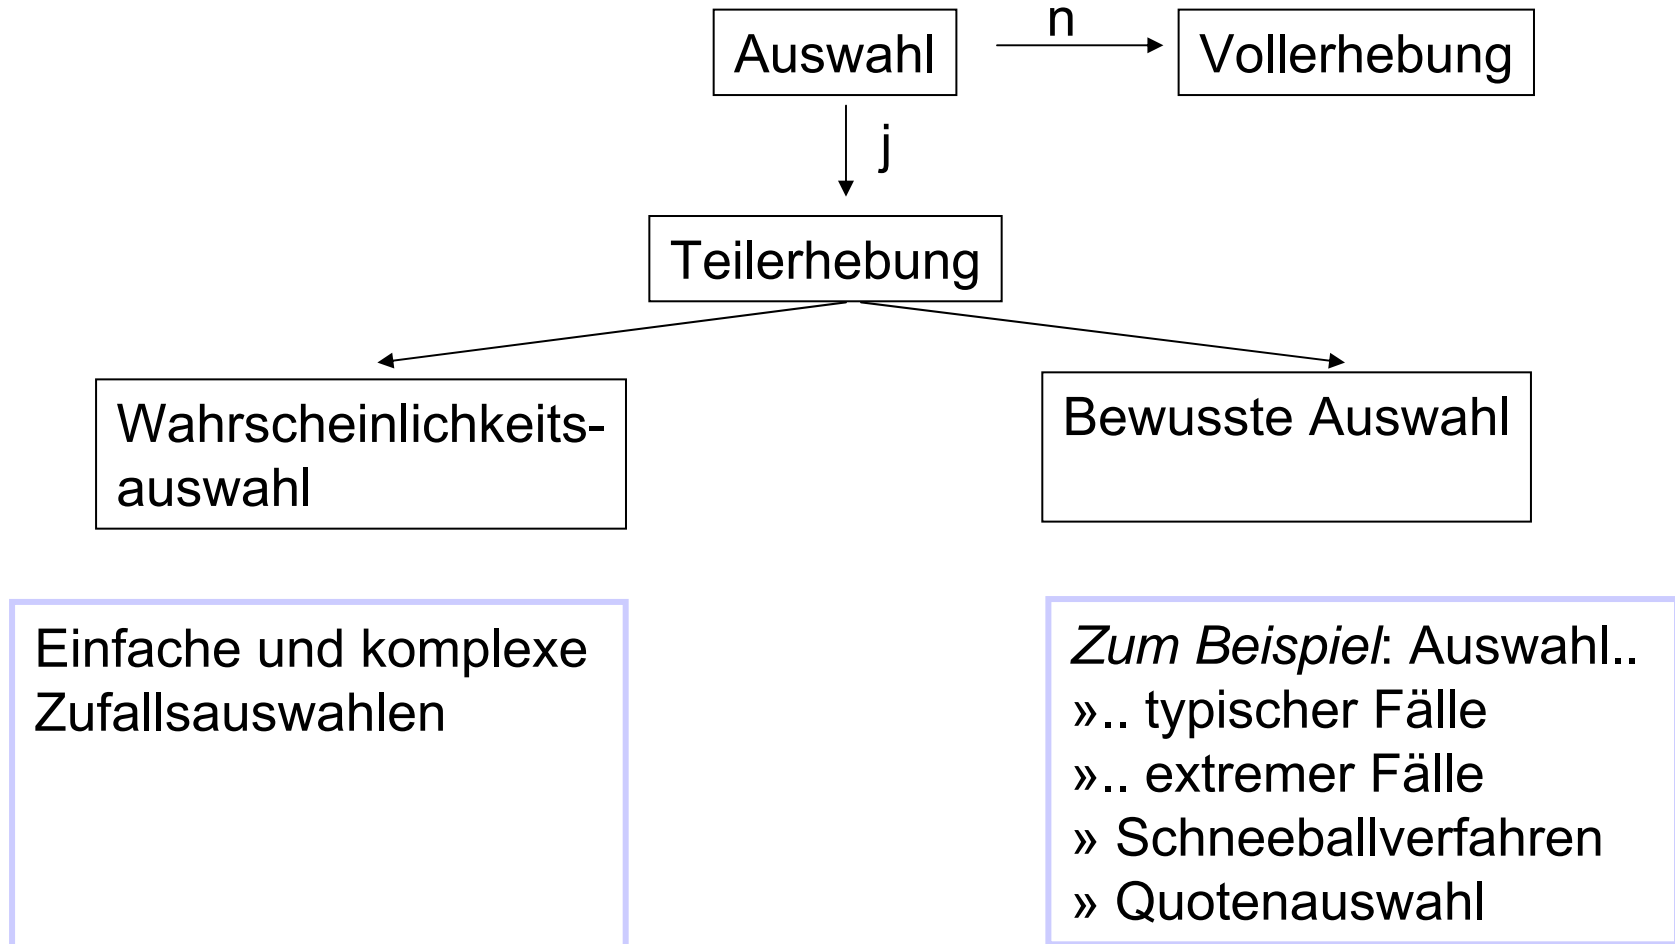 Auswahl
n
Vollerhebung
j
Teilerhebung
Wahrscheinlichkeits-
auswahl
Bewusste Auswahl
Einfache und komplexe
Zufallsauswahlen
Zum Beispiel: Auswahl..
».. typischer Fälle
».. extremer Fälle
» Schneeballverfahren
» Quotenauswahl